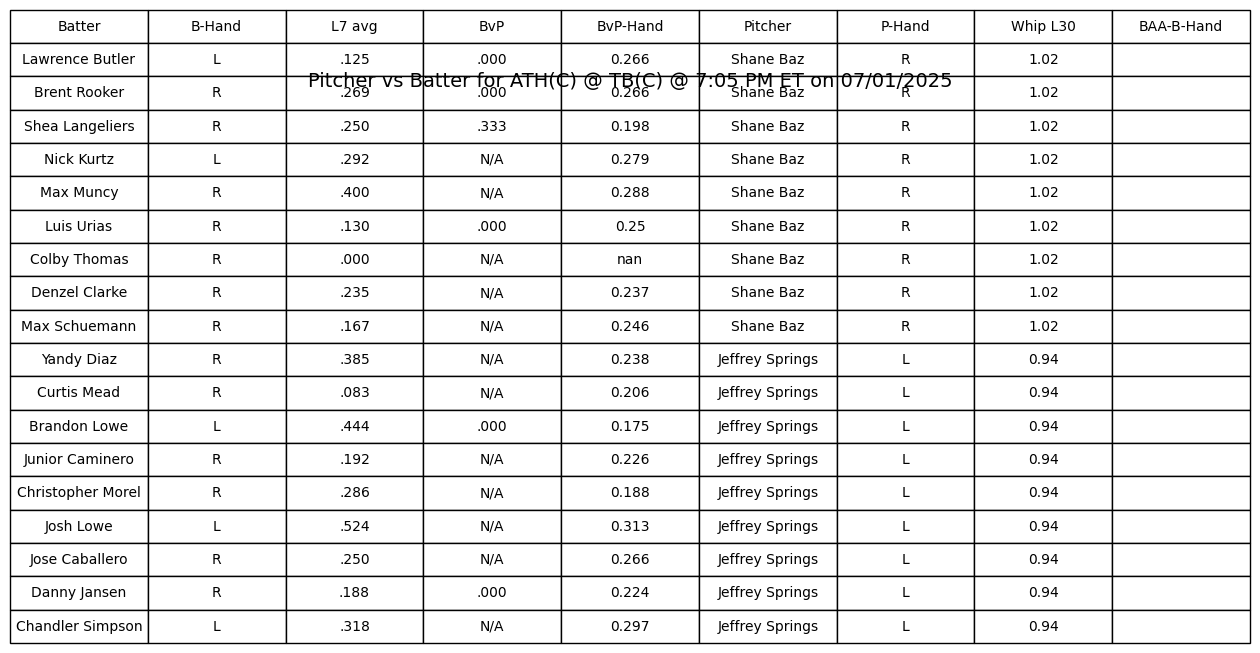 Batter B-Hand L7 avg BvP BvP-Hand Pitcher P-Hand Whip L30 BAA-B-Hand
Lawrence Butler L .125 .000 0.266 Shane Baz R 1.02
Pitcher vs Batter for ATH(C) @ TB(C) @ 7:05 PM ET on 07/01/2025
Brent Rooker R .269 .000 0.266 Shane Baz R 1.02
Shea Langeliers R .250 .333 0.198 Shane Baz R 1.02
Nick Kurtz L .292 N/A 0.279 Shane Baz R 1.02
Max Muncy R .400 N/A 0.288 Shane Baz R 1.02
Luis Urias R .130 .000 0.25 Shane Baz R 1.02
Colby Thomas R .000 N/A nan Shane Baz R 1.02
Denzel Clarke R .235 N/A 0.237 Shane Baz R 1.02
Max Schuemann R .167 N/A 0.246 Shane Baz R 1.02
Yandy Diaz R .385 N/A 0.238 Jeffrey Springs L 0.94
Curtis Mead R .083 N/A 0.206 Jeffrey Springs L 0.94
Brandon Lowe L .444 .000 0.175 Jeffrey Springs L 0.94
Junior Caminero R .192 N/A 0.226 Jeffrey Springs L 0.94
Christopher Morel R .286 N/A 0.188 Jeffrey Springs L 0.94
Josh Lowe L .524 N/A 0.313 Jeffrey Springs L 0.94
Jose Caballero R .250 N/A 0.266 Jeffrey Springs L 0.94
Danny Jansen R .188 .000 0.224 Jeffrey Springs L 0.94
Chandler Simpson L .318 N/A 0.297 Jeffrey Springs L 0.94